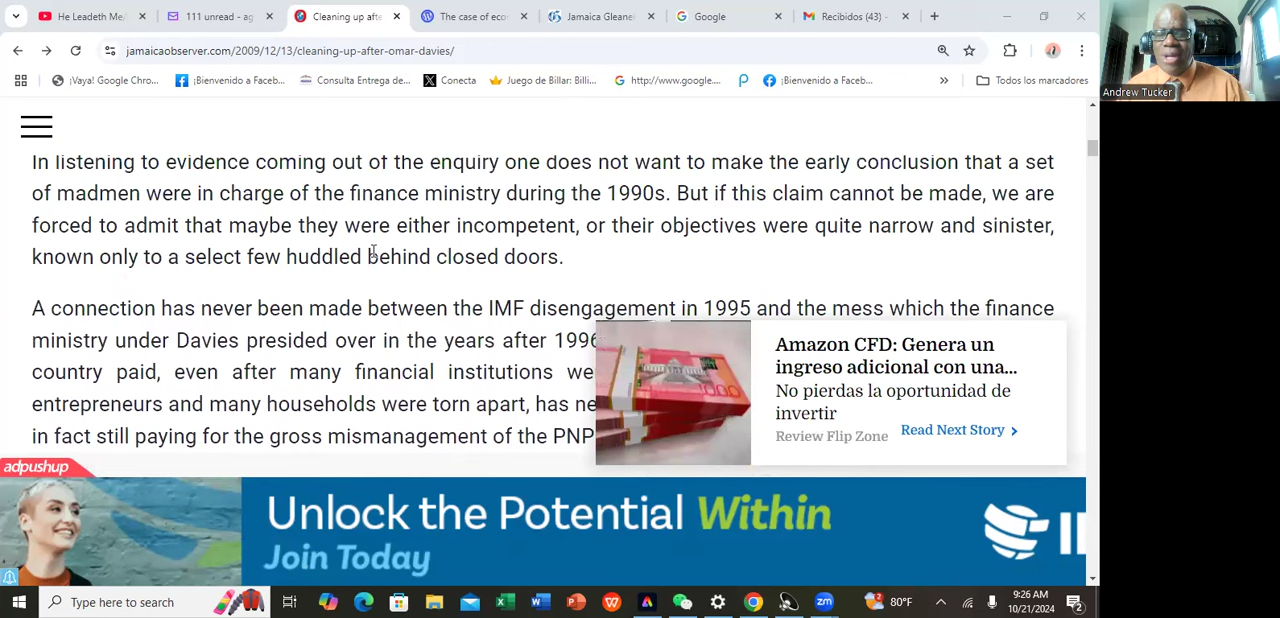 He Leadeth Me
111 unread - ag
Cleaning up afte
The case of eco
Jamaica Gleane
Google
Recibidos (43) -
jamaicaobserver.com/2009/12/13/cleaning-up-after-omar-davies/
¡Vaya! Google Chro...
¡Bienvenido a Faceb...
Consulta Entrega de...
Conecta
Juego de Billar: Billi...
http://www.google....
¡Bienvenido a Faceb...
Todos los marcadores
Andrew Tucker
In listening to evidence coming out of the enquiry one does not want to make the early conclusion that a set
of madmen were in charge of the finance ministry during the 1990s. But if this claim cannot be made, we are
forced to admit that maybe they were either incompetent, or their objectives were quite narrow and sinister,
known only to a select few huddled behind closed doors.
A connection has never been made between the IMF disengagement in 1995 and the mess which the finance
ministry under Davies presided over in the years after 1996
country paid, even after many financial institutions we
entrepreneurs and many households were torn apart, has ne
in fact still paying for the gross mismanagement of the PNP
Amazon CFD: Genera un
ingreso adicional con una...
No pierdas la oportunidad de
invertir
Review Flip Zone
Read Next Story
adpushup
Unlock the Potential Within
Join Today
Type here to search
80°F
9:26 AM
10/21/2024